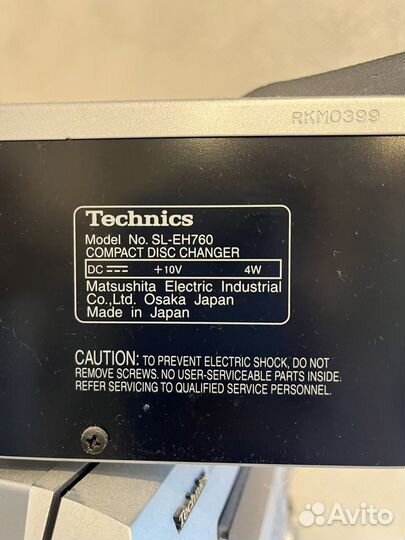 RKM0399
Technics
Model No. SL-EH760
COMPACT DISC CHANGER
DC ⎓ +10V 4W
Matsushita Electric Industrial
Co.,Ltd. Osaka Japan
Made in Japan
CAUTION: TO PREVENT ELECTRIC SHOCK, DO NOT
REMOVE SCREWS. NO USER-SERVICEABLE PARTS INSIDE.
REFER SERVICING TO QUALIFIED SERVICE PERSONNEL.
Technics
Avito